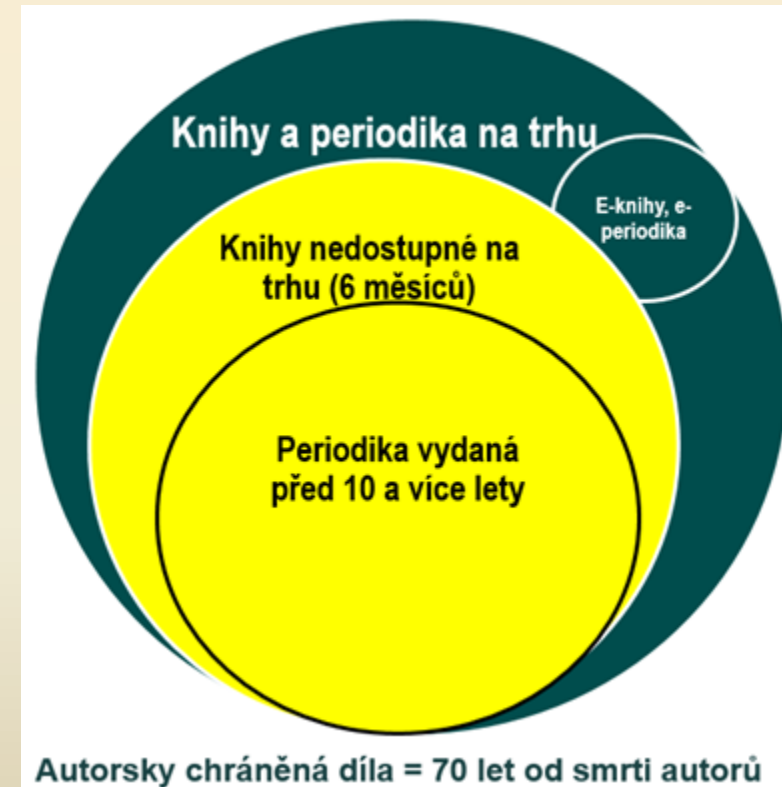 Knihy a periodika na trhu
E-knihy, e-
periodika
Knihy nedostupné na
trhu (6 měsíců)
Periodika vydaná
před 10 a více lety
Autorsky chráněná díla = 70 let od smrti autorů